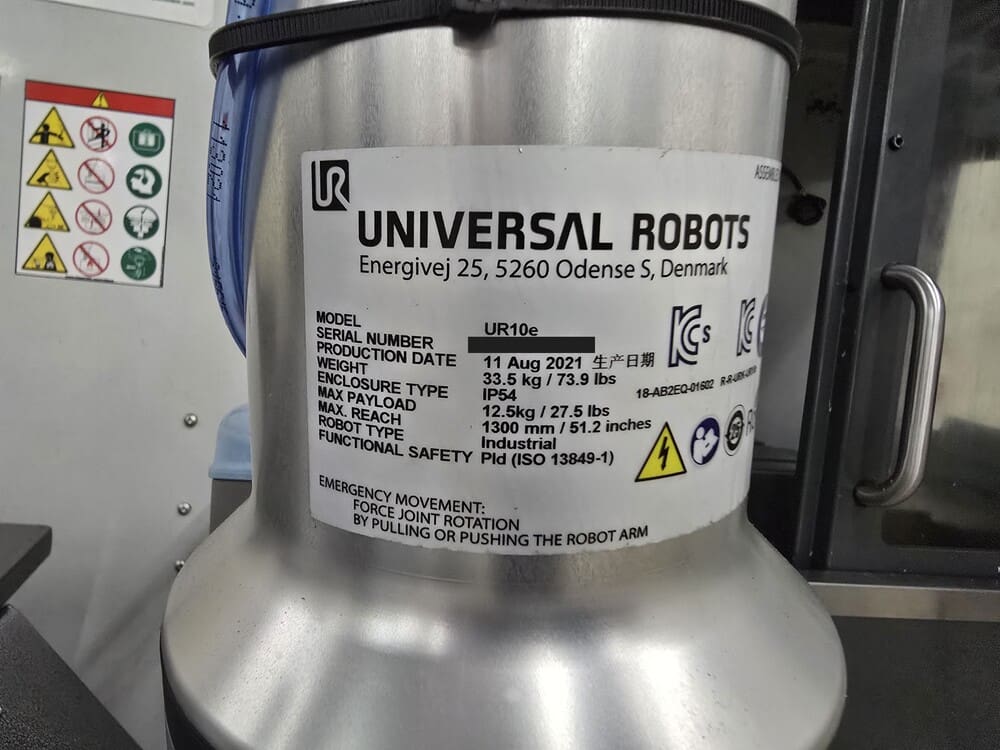 UR
UNIVERSAL ROBOTS
Energivej 25, 5260 Odense S, Denmark
MODEL UR10e
SERIAL NUMBER
PRODUCTION DATE 11 Aug 2021 生产日期
WEIGHT 33.5 kg / 73.9 lbs
ENCLOSURE TYPE IP54
MAX PAYLOAD 12.5kg / 27.5 lbs
MAX. REACH 1300 mm / 51.2 inches
ROBOT TYPE Industrial
FUNCTIONAL SAFETY Pld (ISO 13849-1)
KC s
18-AB2EQ-01602
25
EMERGENCY MOVEMENT:
FORCE JOINT ROTATION
BY PULLING OR PUSHING THE ROBOT ARM